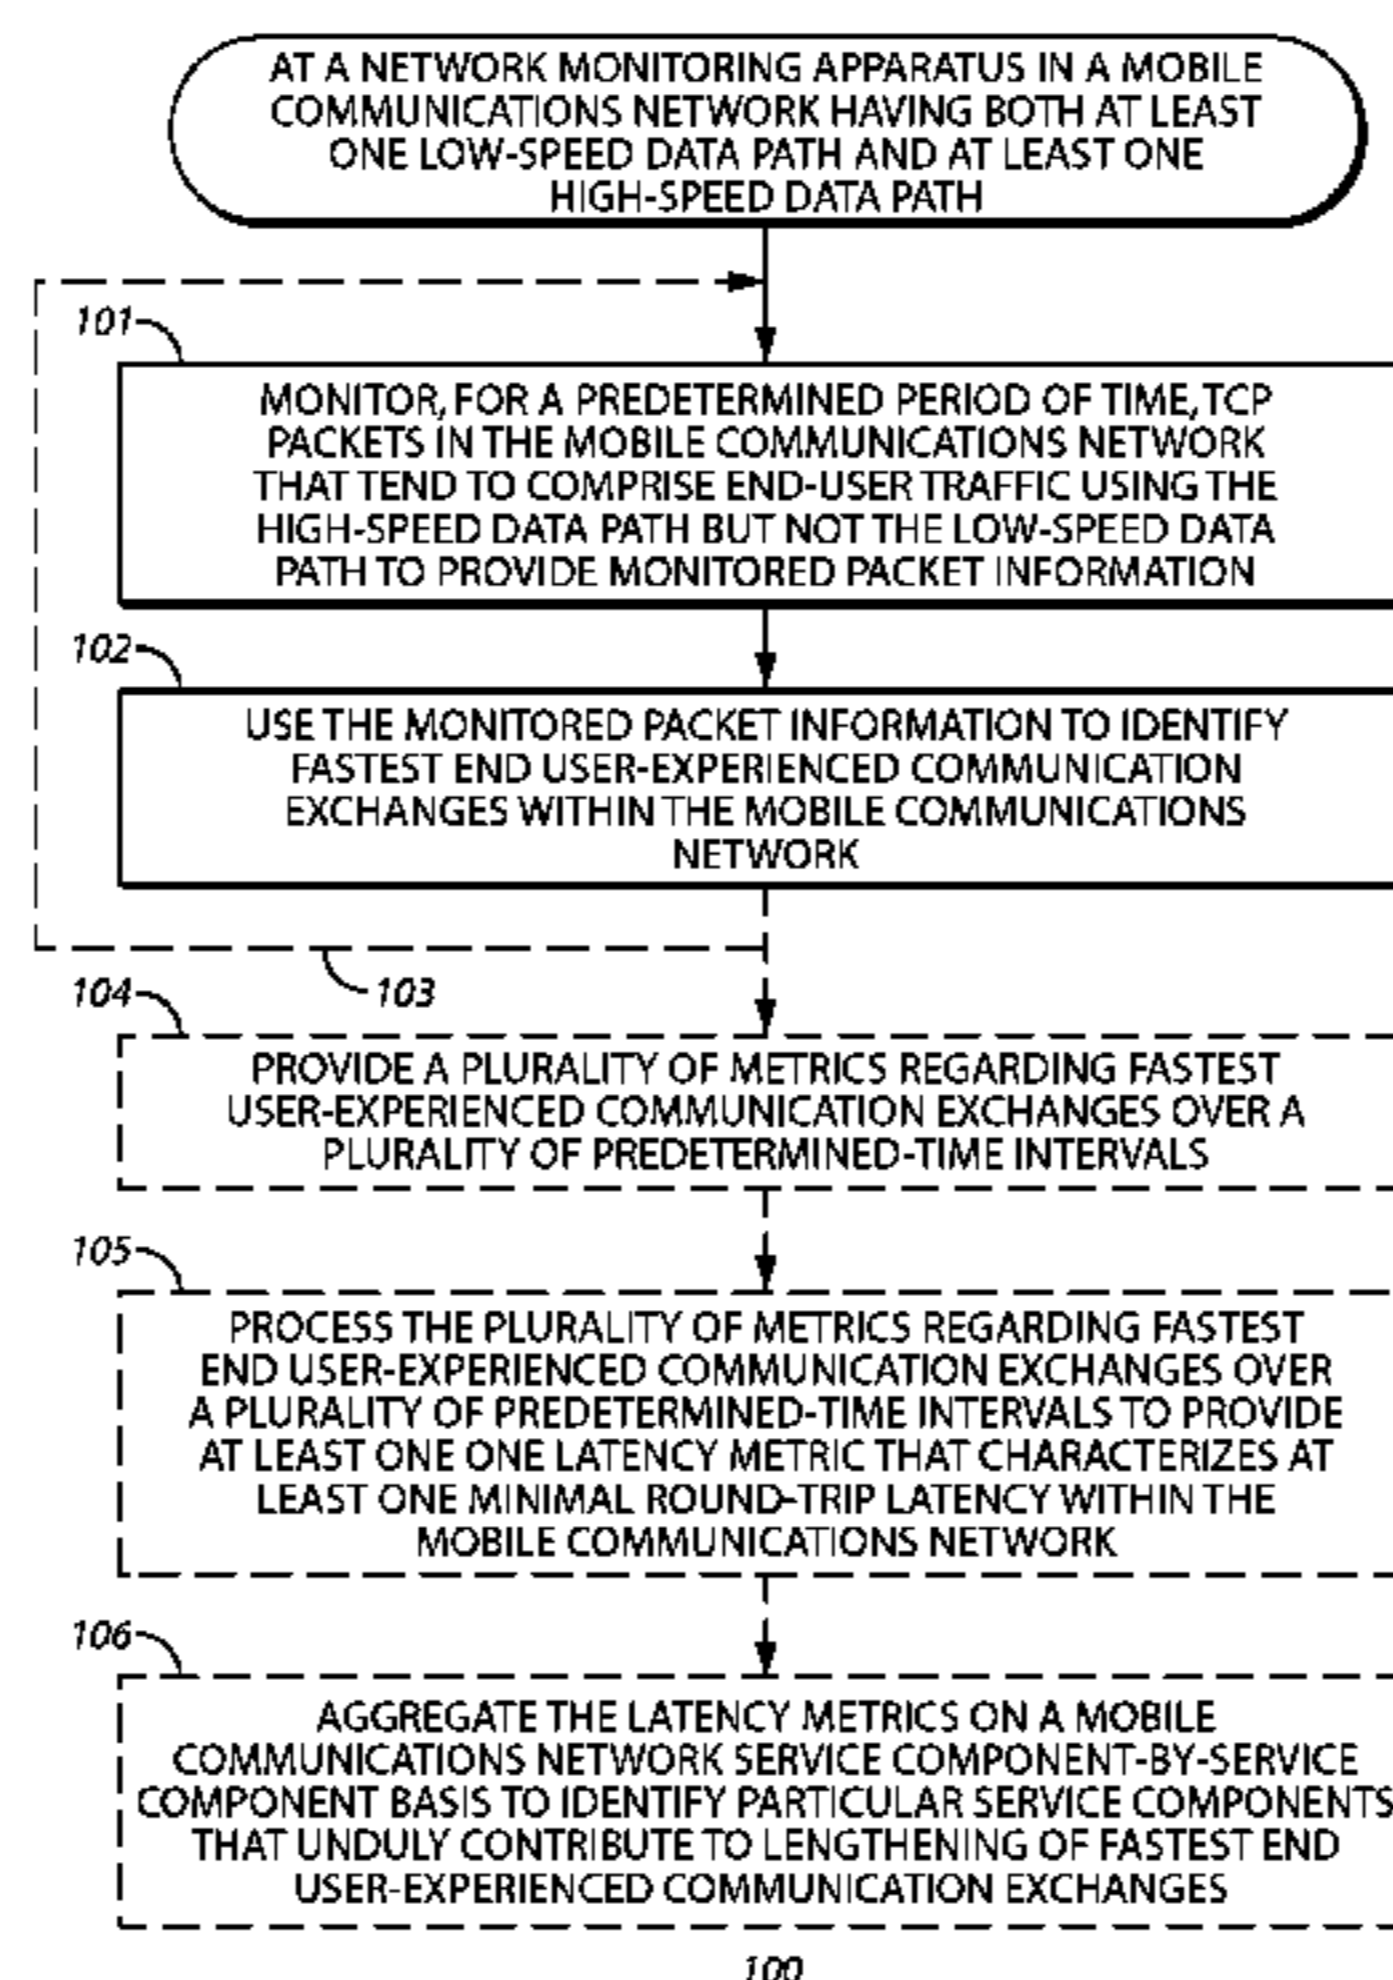 AT A NETWORK MONITORING APPARATUS IN A MOBILE
COMMUNICATIONS NETWORK HAVING BOTH AT LEAST
ONE LOW-SPEED DATA PATH AND AT LEAST ONE
HIGH-SPEED DATA PATH
101
MONITOR, FOR A PREDETERMINED PERIOD OF TIME, TCP
PACKETS IN THE MOBILE COMMUNICATIONS NETWORK
THAT TEND TO COMPRISE END-USER TRAFFIC USING THE
HIGH-SPEED DATA PATH BUT NOT THE LOW-SPEED DATA
PATH TO PROVIDE MONITORED PACKET INFORMATION
102
USE THE MONITORED PACKET INFORMATION TO IDENTIFY
FASTEST END USER-EXPERIENCED COMMUNICATION
EXCHANGES WITHIN THE MOBILE COMMUNICATIONS
NETWORK
103
104
PROVIDE A PLURALITY OF METRICS REGARDING FASTEST
USER-EXPERIENCED COMMUNICATION EXCHANGES OVER A
PLURALITY OF PREDETERMINED-TIME INTERVALS
105
PROCESS THE PLURALITY OF METRICS REGARDING FASTEST
END USER-EXPERIENCED COMMUNICATION EXCHANGES OVER
A PLURALITY OF PREDETERMINED-TIME INTERVALS TO PROVIDE
AT LEAST ONE ONE LATENCY METRIC THAT CHARACTERIZES AT
LEAST ONE MINIMAL ROUND-TRIP LATENCY WITHIN THE
MOBILE COMMUNICATIONS NETWORK
106
AGGREGATE THE LATENCY METRICS ON A MOBILE
COMMUNICATIONS NETWORK SERVICE COMPONENT-BY-SERVICE
COMPONENT BASIS TO IDENTIFY PARTICULAR SERVICE COMPONENTS
THAT UNDULY CONTRIBUTE TO LENGTHENING OF FASTEST END
USER-EXPERIENCED COMMUNICATION EXCHANGES
100